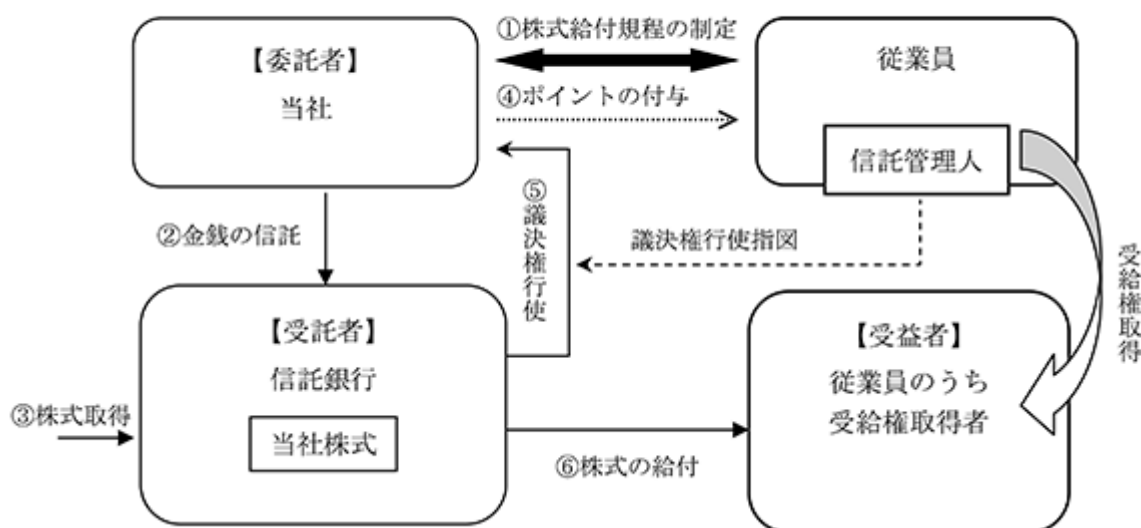 ①株式給付規程の制定
【委託者】
当社
従業員
④ポイントの付与
信託管理人
⑤議決権行使
②金銭の信託
議決権行使指図
受給権取得
【受託者】
信託銀行
【受益者】
従業員のうち
受給権取得者
③株式取得
当社株式
⑥株式の給付